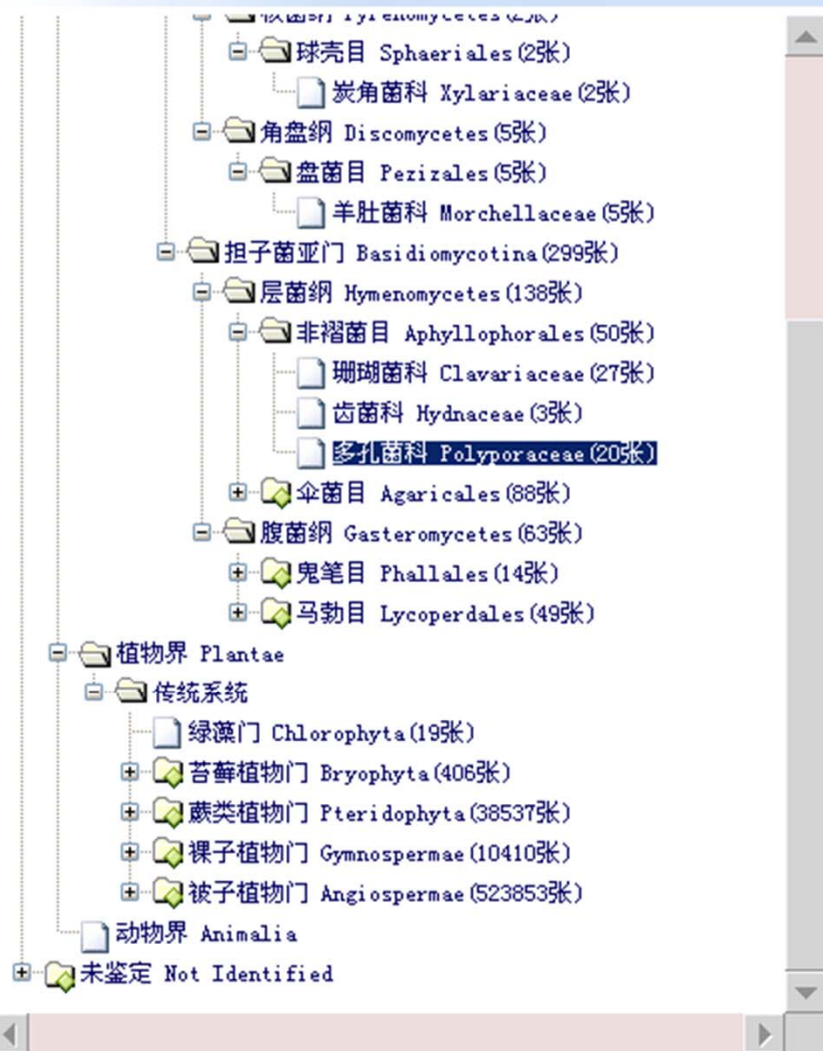 核菌纲 Pyrenomycetes(2张)
球壳目 Sphaeriales(2张)
炭角菌科 Xylariaceae(2张)
角盘纲 Discomycetes(5张)
盘菌目 Pezizales(5张)
羊肚菌科 Morchellaceae(5张)
担子菌亚门 Basidiomycotina(299张)
层菌纲 Hymenomycetes(138张)
非褶菌目 Aphyllophorales(50张)
珊瑚菌科 Clavariaceae(27张)
齿菌科 Hydnaceae(3张)
多孔菌科 Polyporaceae(20张)
伞菌目 Agaricales(88张)
腹菌纲 Gasteromycetes(63张)
鬼笔目 Phallales(14张)
马勃目 Lycoperdales(49张)
植物界 Plantae
传统系统
绿藻门 Chlorophyta(19张)
苔藓植物门 Bryophyta(406张)
蕨类植物门 Pteridophyta(38537张)
裸子植物门 Gymnospermae(10410张)
被子植物门 Angiospermae(523853张)
动物界 Animalia
未鉴定 Not Identified